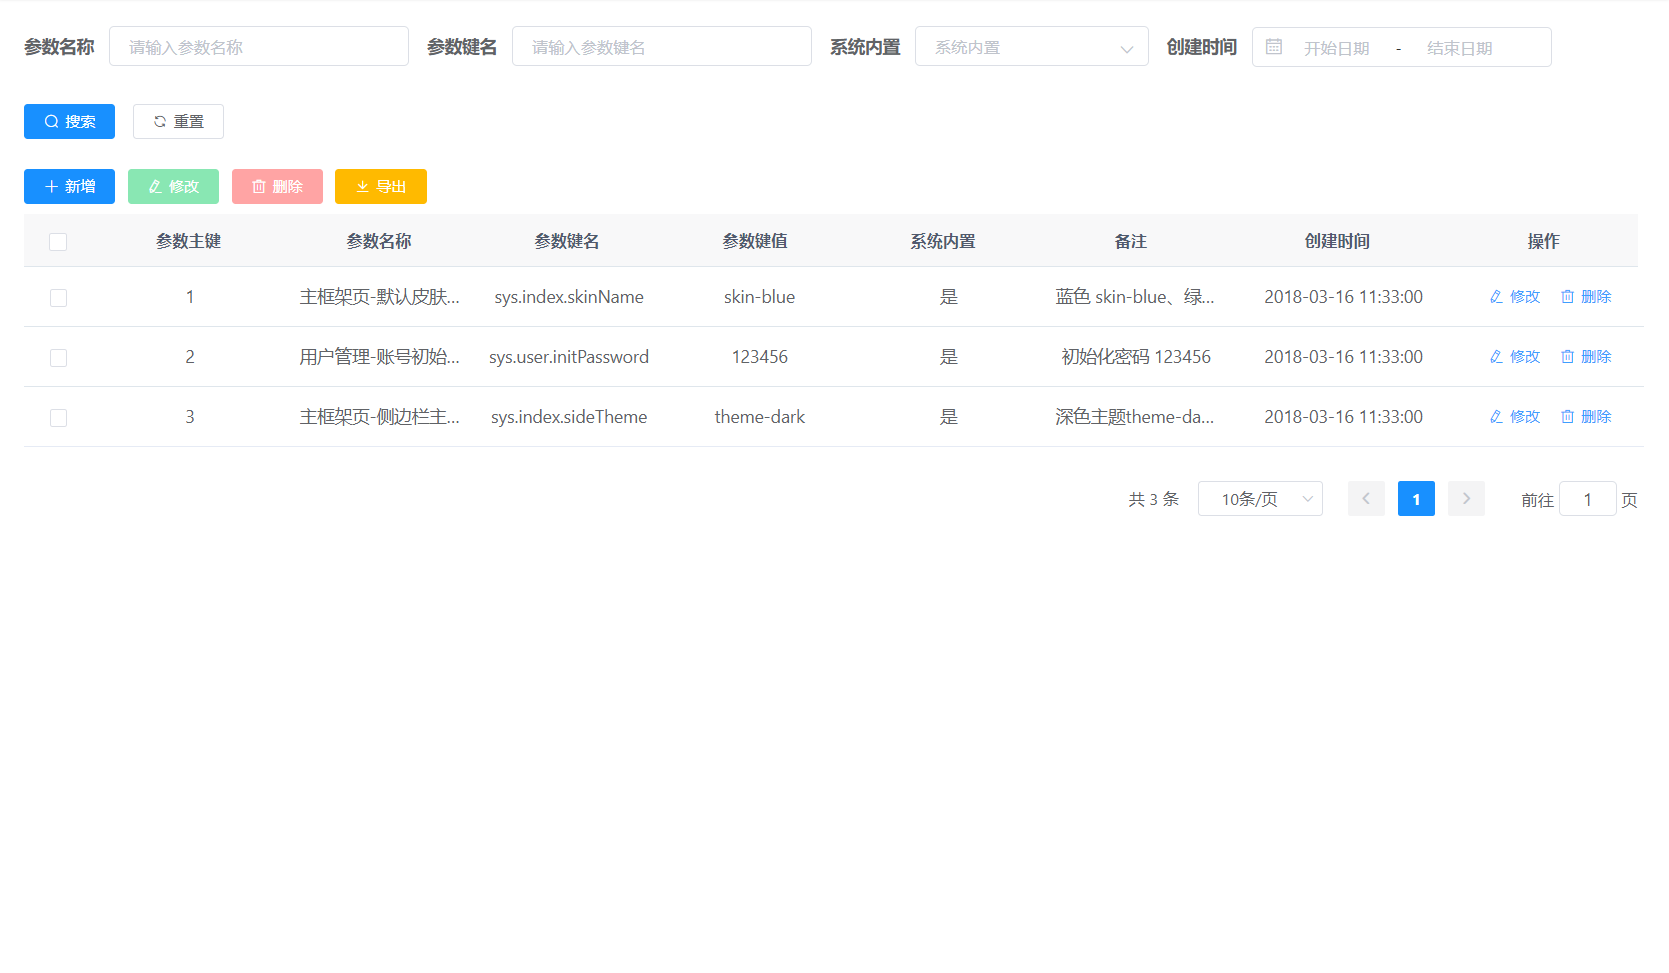 参数名称 请输入参数名称 参数键名 请输入参数键名 系统内置 系统内置 创建时间 开始日期 - 结束日期
搜索 重置
新增 修改 删除 导出
参数主键 参数名称 参数键名 参数键值 系统内置 备注 创建时间 操作
1 主框架页-默认皮肤... sys.index.skinName skin-blue 是 蓝色 skin-blue、绿... 2018-03-16 11:33:00 修改 删除
2 用户管理-账号初始... sys.user.initPassword 123456 是 初始化密码 123456 2018-03-16 11:33:00 修改 删除
3 主框架页-侧边栏主... sys.index.sideTheme theme-dark 是 深色主题theme-da... 2018-03-16 11:33:00 修改 删除
共 3 条 10条/页 1 前往 1 页